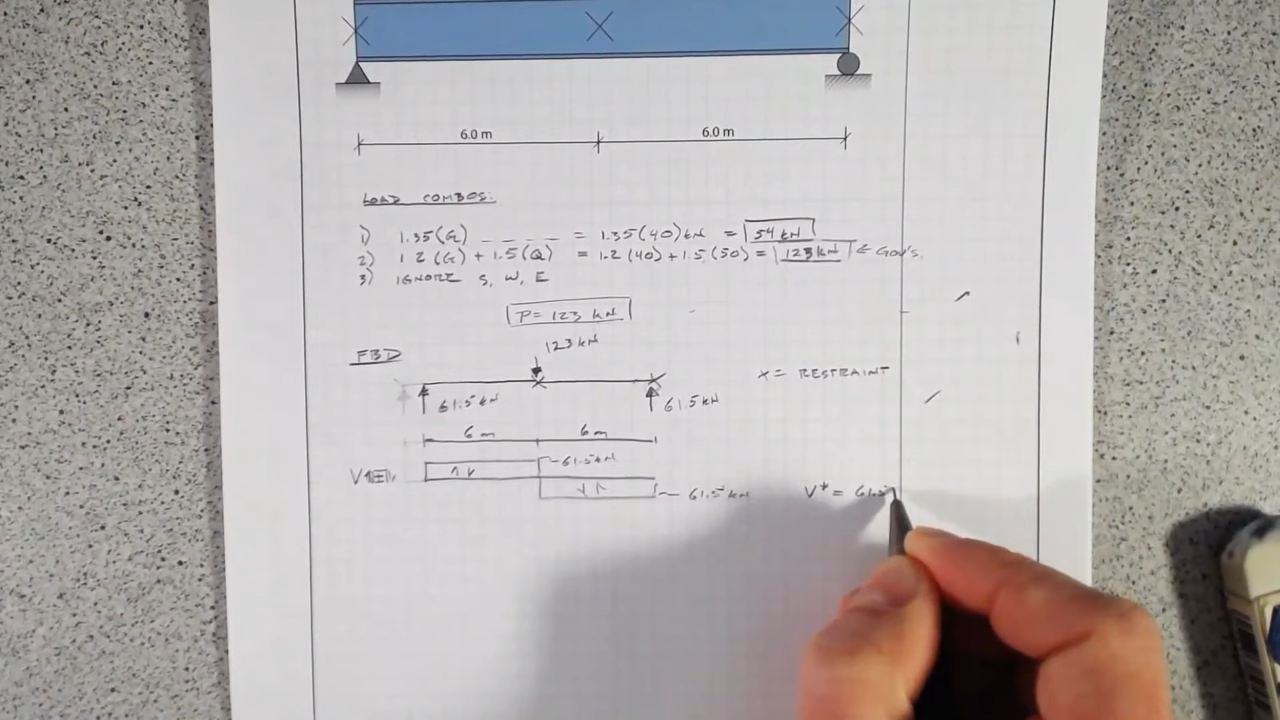 6.0 m 6.0 m
LOAD COMBOS:
1) 1.35(G) _ _ _ _ = 1.35(40)kN = 54 kN
2) 1.2(G) + 1.5(Q) = 1.2(40) + 1.5(50) = 123 kN ← GOV'S.
3) IGNORE S, W, E
P = 123 kN
123 kN
FBD
X = RESTRAINT
61.5 kN 61.5 kN
6 m 6 m
61.5 kN
61.5 kN
V* = 61.5